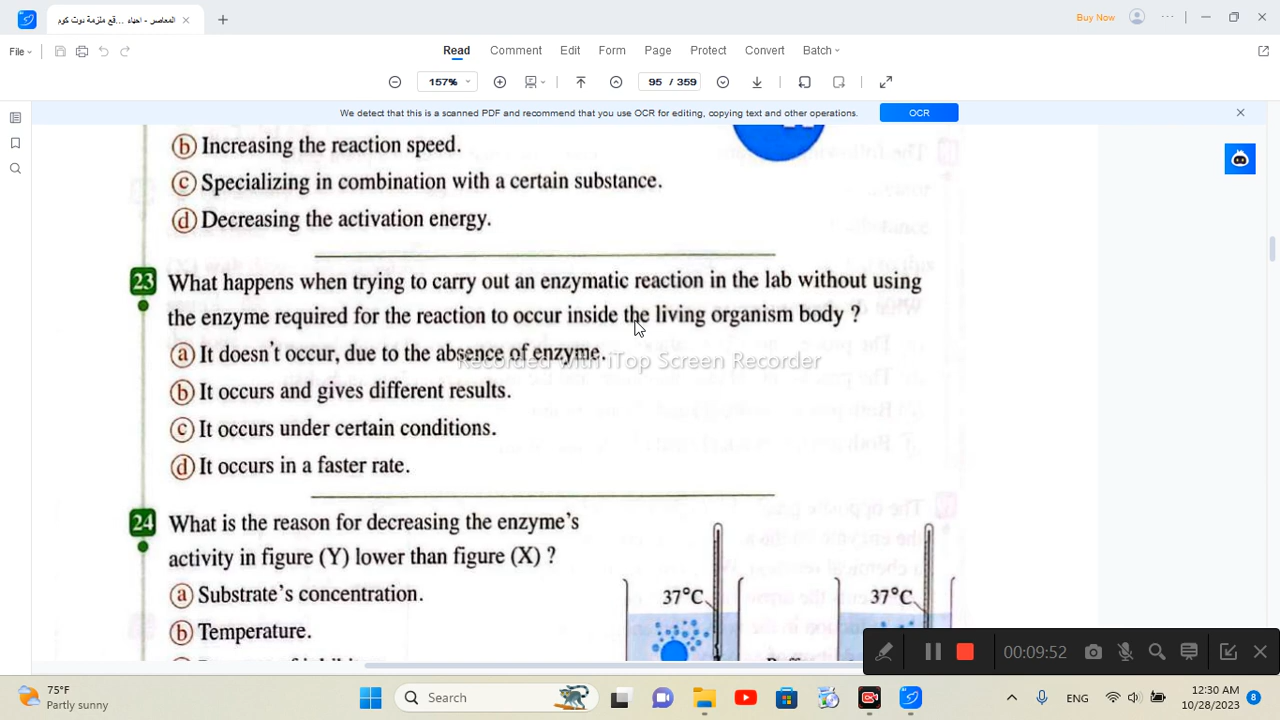 المعاصر - احياء ...قع ملزمة دوت كوم
Buy Now
File
Read Comment Edit Form Page Protect Convert Batch
157% 95 / 359
We detect that this is a scanned PDF and recommend that you use OCR for editing, copying text and other operations. OCR
b Increasing the reaction speed.
c Specializing in combination with a certain substance.
d Decreasing the activation energy.
23 What happens when trying to carry out an enzymatic reaction in the lab without using
the enzyme required for the reaction to occur inside the living organism body ?
a It doesn't occur, due to the absence of enzyme.
Recorded with iTop Screen Recorder
b It occurs and gives different results.
c It occurs under certain conditions.
d It occurs in a faster rate.
24 What is the reason for decreasing the enzyme's
activity in figure (Y) lower than figure (X) ?
a Substrate's concentration.
37°C 37°C
b Temperature.
00:09:52
75°F
Partly sunny
Search
ENG
12:30 AM
10/28/2023
8